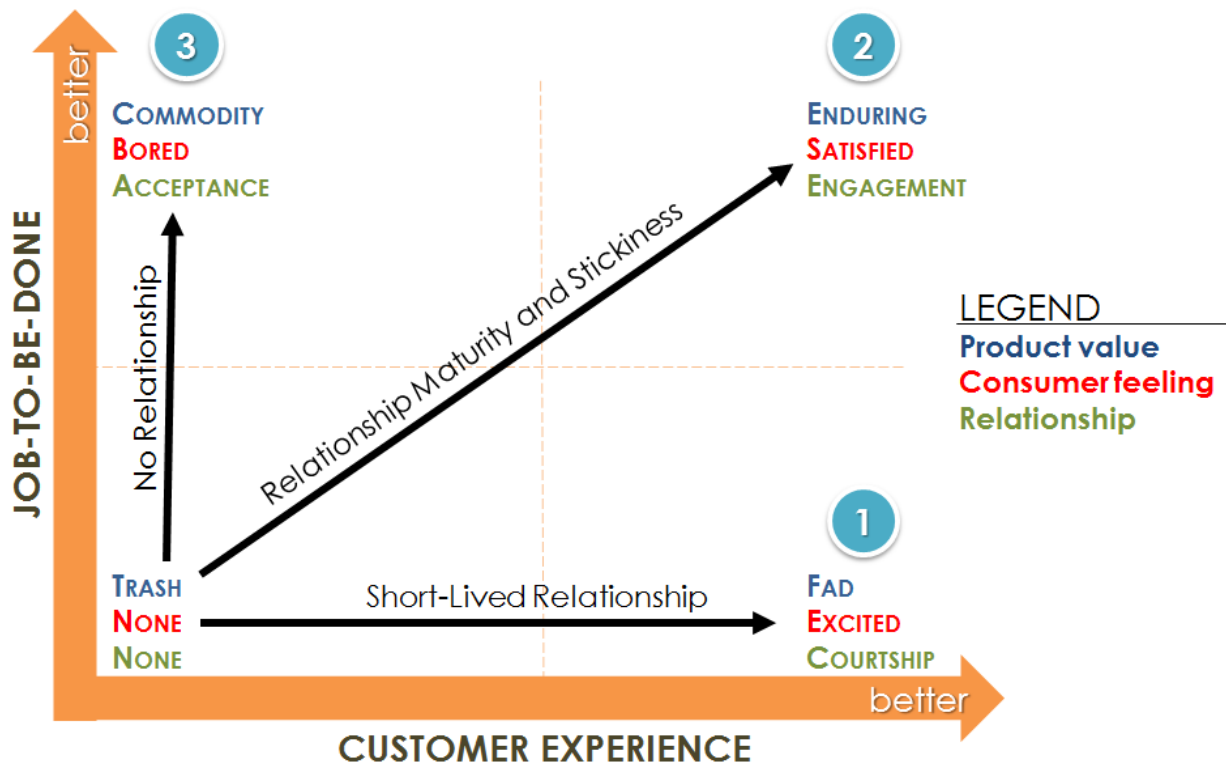 3
2
better
COMMODITY
BORED
ACCEPTANCE
ENDURING
SATISFIED
ENGAGEMENT
JOB-TO-BE-DONE
No Relationship
Relationship Maturity and Stickiness
LEGEND
Product value
Consumer feeling
Relationship
1
TRASH
NONE
NONE
Short-Lived Relationship
FAD
EXCITED
COURTSHIP
better
CUSTOMER EXPERIENCE